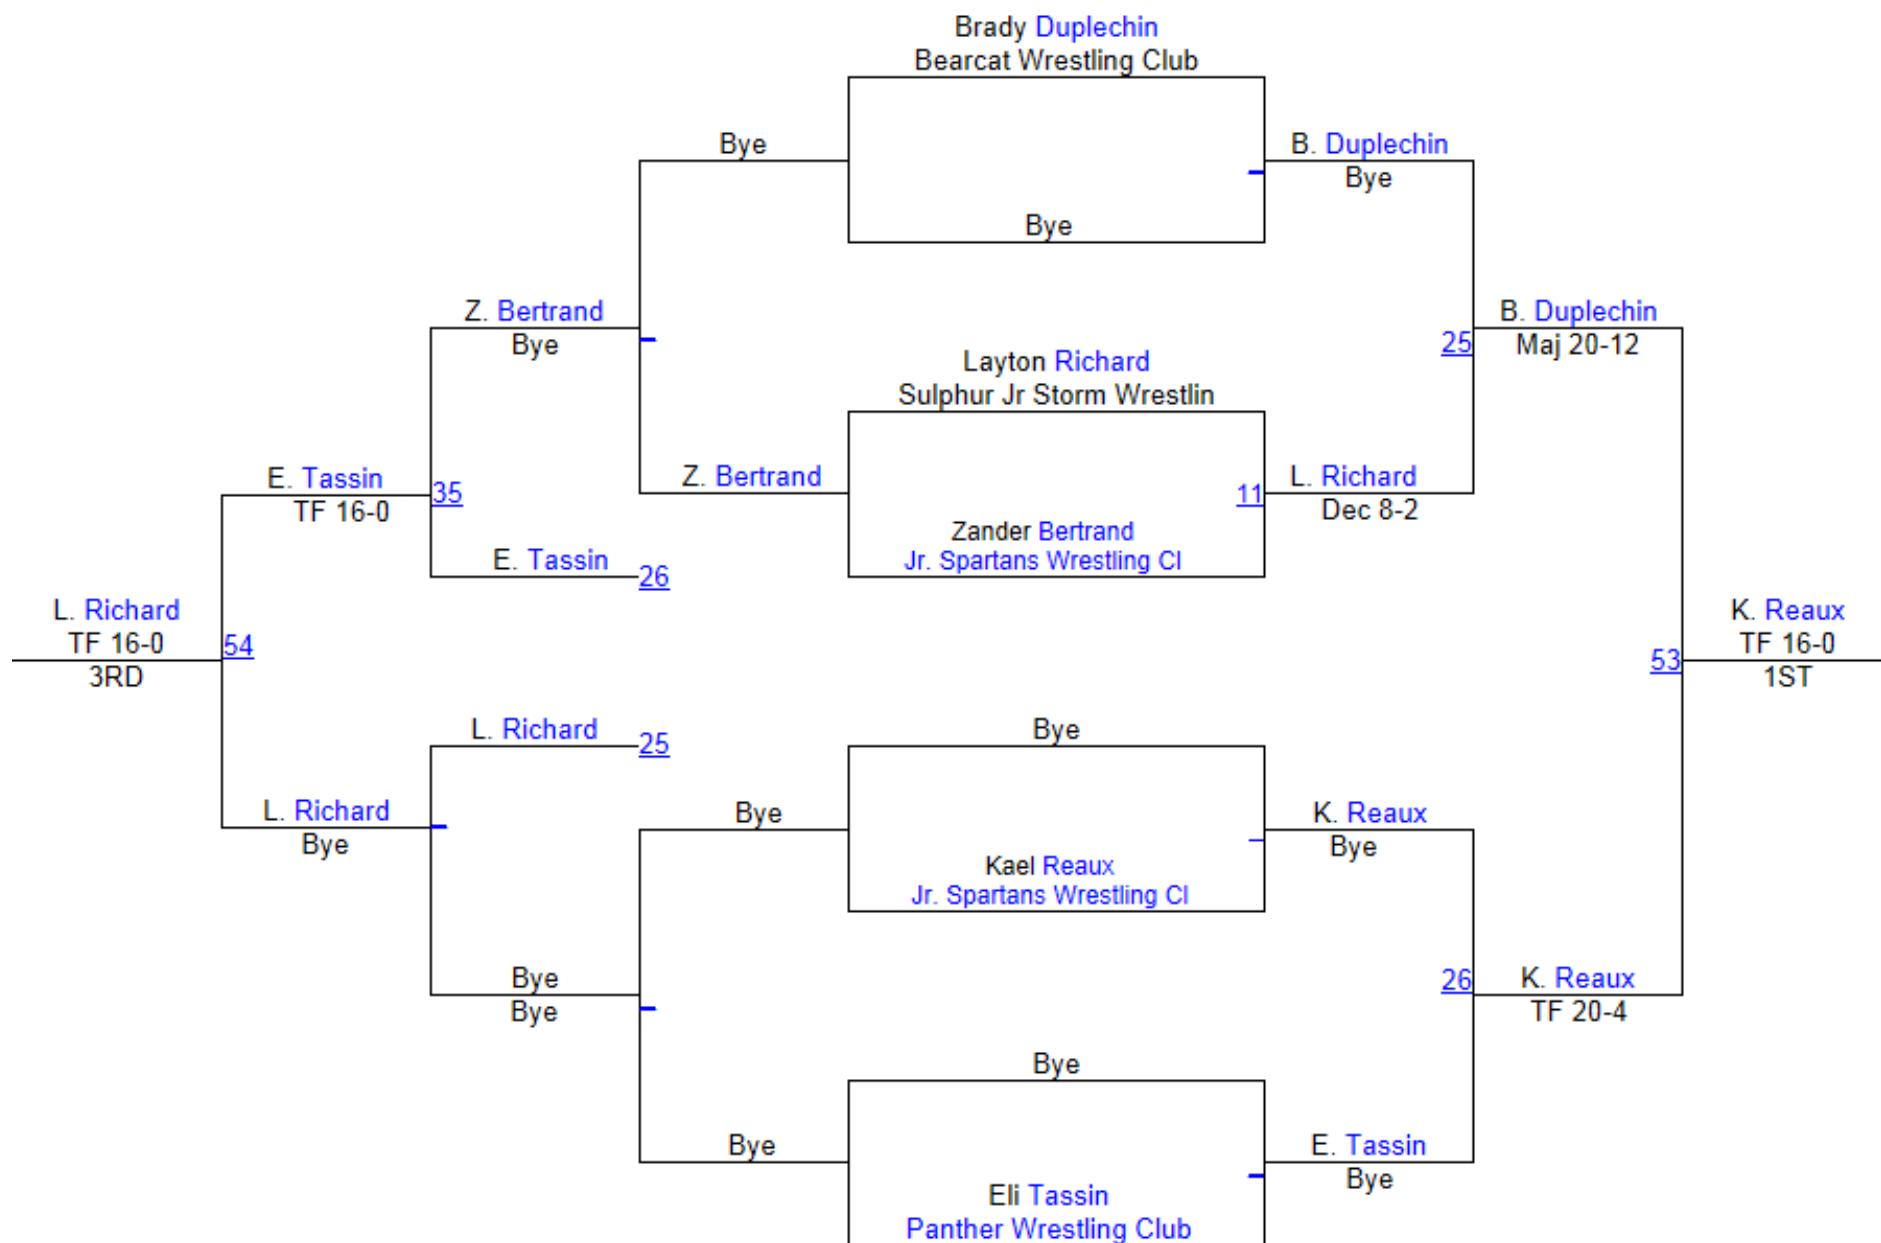 Brady Duplechin
Bearcat Wrestling Club
Bye
B. Duplechin
Bye
Bye
Z. Bertrand
Bye
B. Duplechin
25
Maj 20-12
Layton Richard
Sulphur Jr Storm Wrestlin
E. Tassin
35
TF 16-0
Z. Bertrand
11
L. Richard
Dec 8-2
Zander Bertrand
Jr. Spartans Wrestling Cl
E. Tassin
26
L. Richard
TF 16-0
54
3RD
K. Reaux
TF 16-0
53
1ST
L. Richard
25
Bye
L. Richard
Bye
Bye
K. Reaux
Bye
Kael Reaux
Jr. Spartans Wrestling Cl
Bye
Bye
26
K. Reaux
TF 20-4
Bye
Bye
E. Tassin
Bye
Eli Tassin
Panther Wrestling Club